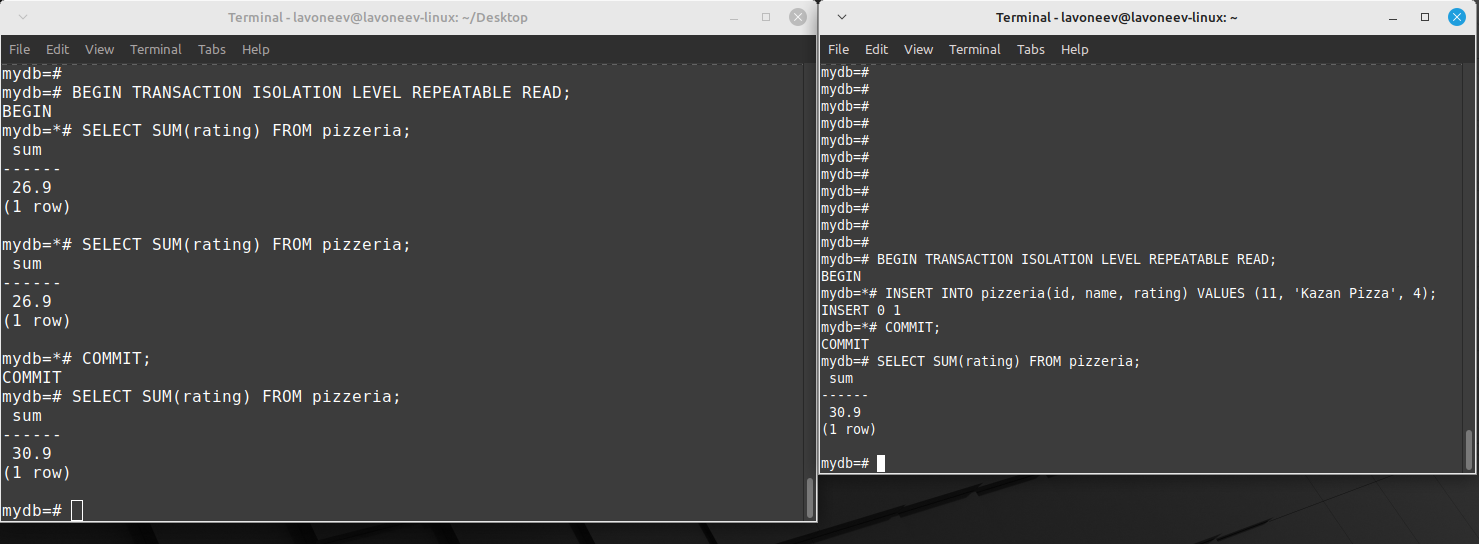 Terminal - lavoneev@lavoneev-linux: ~/Desktop
File Edit View Terminal Tabs Help
mydb=#
mydb=# BEGIN TRANSACTION ISOLATION LEVEL REPEATABLE READ;
BEGIN
mydb=*# SELECT SUM(rating) FROM pizzeria;
 sum
------
 26.9
(1 row)

mydb=*# SELECT SUM(rating) FROM pizzeria;
 sum
------
 26.9
(1 row)

mydb=*# COMMIT;
COMMIT
mydb=# SELECT SUM(rating) FROM pizzeria;
 sum
------
 30.9
(1 row)

mydb=#
Terminal - lavoneev@lavoneev-linux: ~
File Edit View Terminal Tabs Help
mydb=#
mydb=#
mydb=#
mydb=#
mydb=#
mydb=#
mydb=#
mydb=#
mydb=#
mydb=#
mydb=#
mydb=# BEGIN TRANSACTION ISOLATION LEVEL REPEATABLE READ;
BEGIN
mydb=*# INSERT INTO pizzeria(id, name, rating) VALUES (11, 'Kazan Pizza', 4);
INSERT 0 1
mydb=*# COMMIT;
COMMIT
mydb=# SELECT SUM(rating) FROM pizzeria;
 sum
------
 30.9
(1 row)

mydb=#